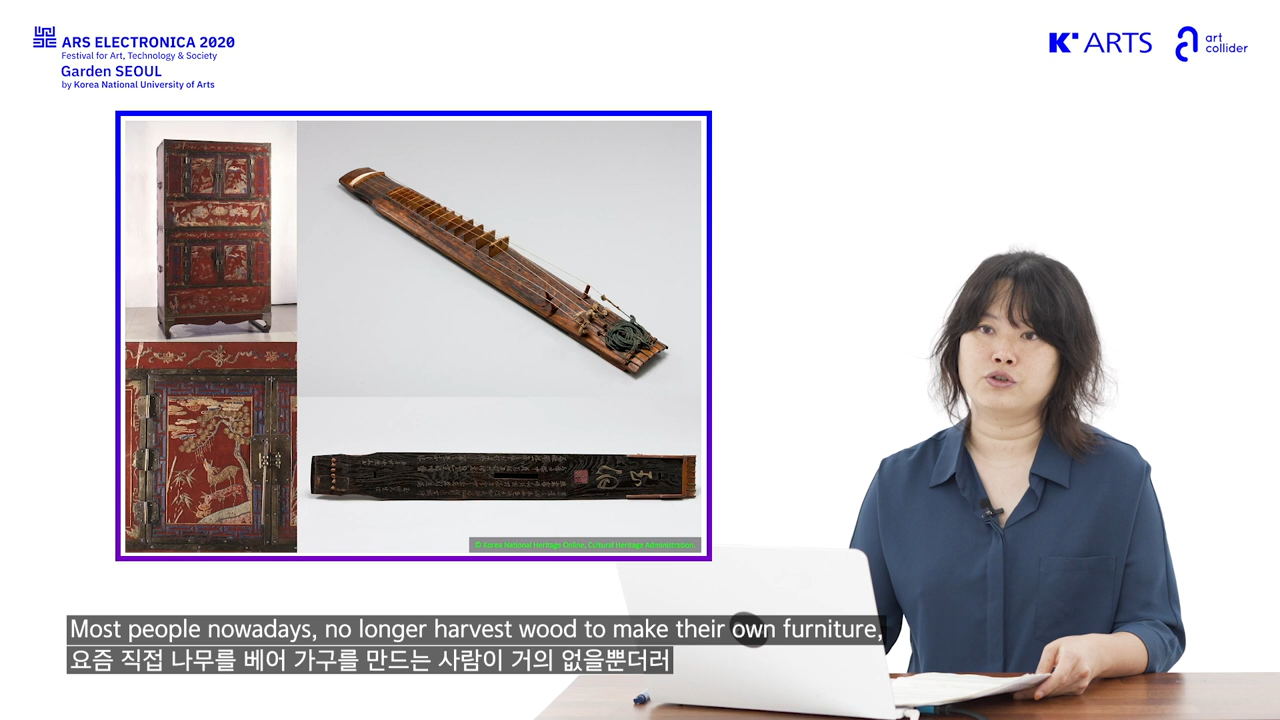 ARS ELECTRONICA 2020
Festival for Art, Technology & Society
Garden SEOUL
by Korea National University of Arts
K'ARTS
art
collider
© Korea National Heritage Online, Cultural Heritage Administration.
Most people nowadays, no longer harvest wood to make their own furniture,
요즘 직접 나무를 베어 가구를 만드는 사람이 거의 없을뿐더러